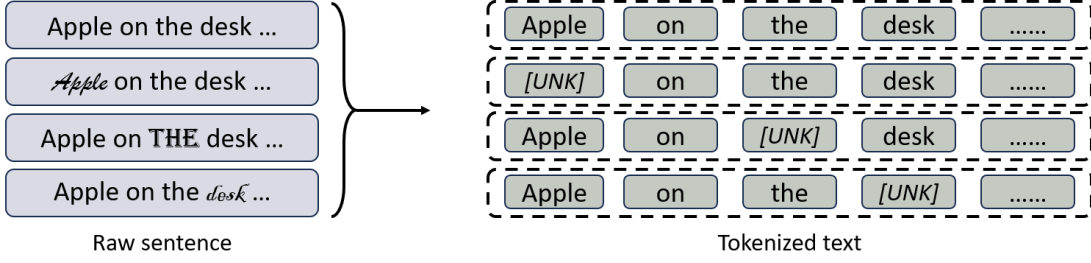 Apple on the desk ...
Apple on the desk ...
Apple on THE desk ...
Apple on the desk ...
Raw sentence
Apple on the desk ......
[UNK] on the desk ......
Apple on [UNK] desk ......
Apple on the [UNK] ......
Tokenized text